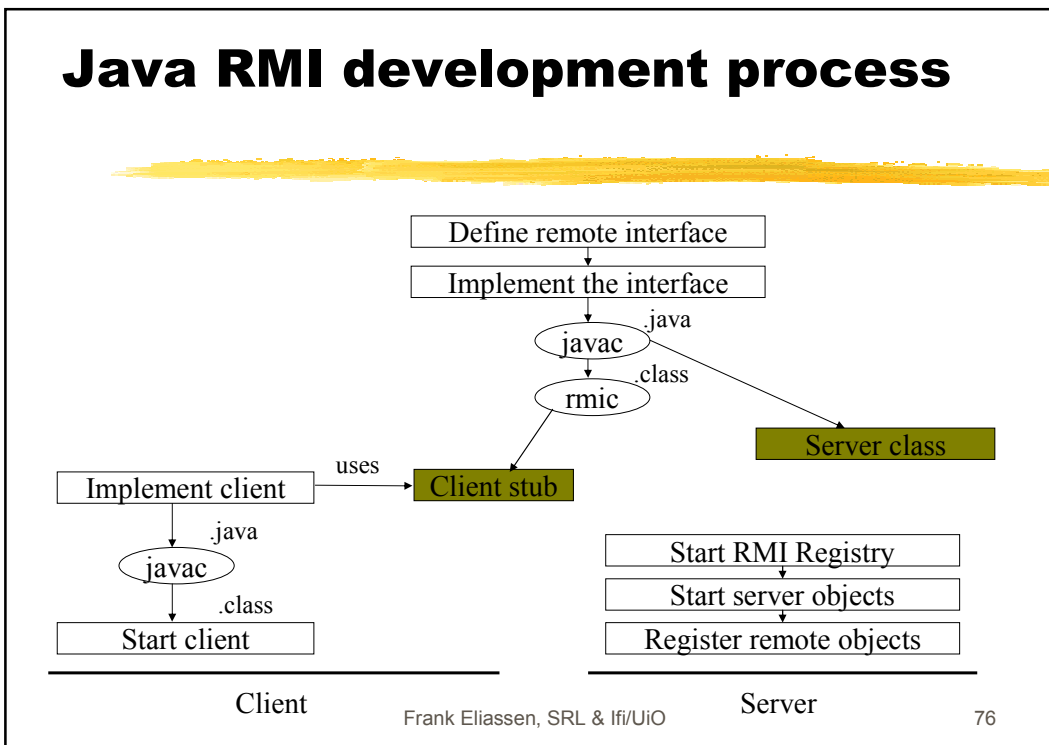 Java RMI development process
Define remote interface
Implement the interface
.java
javac
.class
rmic
Server class
uses
Implement client
Client stub
.java
javac
.class
Start client
Start RMI Registry
Start server objects
Register remote objects
Client
Server
Frank Eliassen, SRL & Ifi/UiO
76